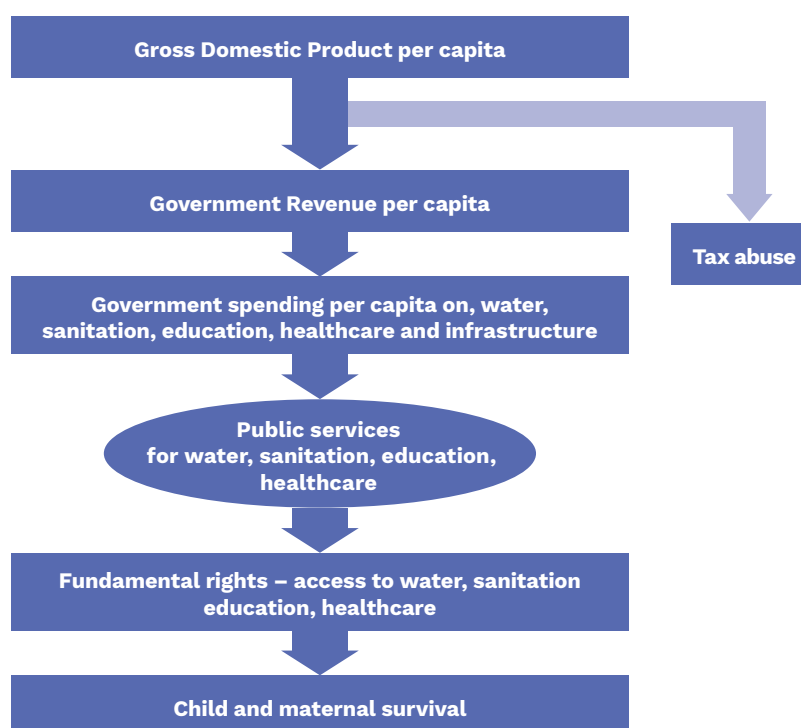 Gross Domestic Product per capita
Government Revenue per capita
Tax abuse
Government spending per capita on, water,
sanitation, education, healthcare and infrastructure
Public services
for water, sanitation, education,
healthcare
Fundamental rights – access to water, sanitation
education, healthcare
Child and maternal survival